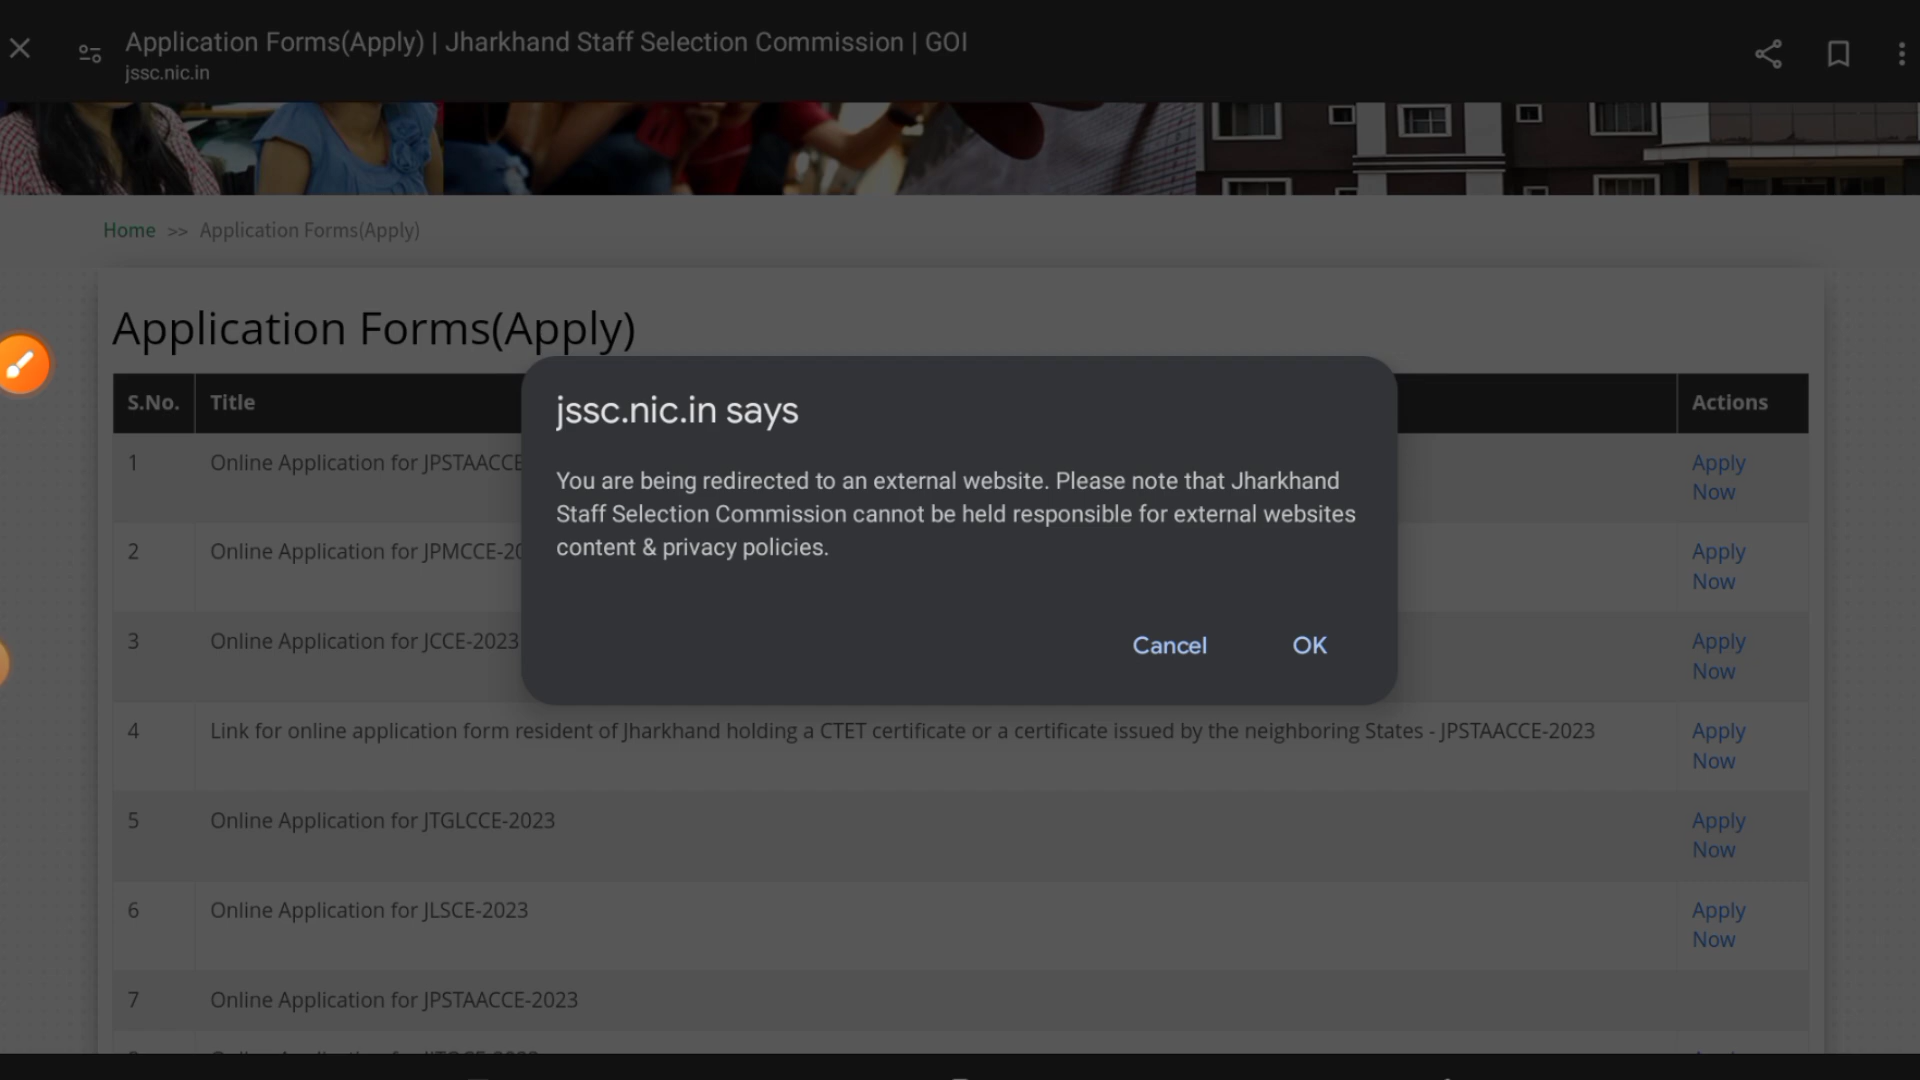 Application Forms(Apply) | Jharkhand Staff Selection Commission | GOI
jssc.nic.in
Home >> Application Forms(Apply)
Application Forms(Apply)
S.No. Title Actions
jssc.nic.in says
You are being redirected to an external website. Please note that Jharkhand
Staff Selection Commission cannot be held responsible for external websites
content & privacy policies.
Cancel OK
1 Online Application for JPSTAACCE Apply
Now
2 Online Application for JPMCCE-20 Apply
Now
3 Online Application for JCCE-2023 Apply
Now
4 Link for online application form resident of Jharkhand holding a CTET certificate or a certificate issued by the neighboring States - JPSTAACCE-2023 Apply
Now
5 Online Application for JTGLCCE-2023 Apply
Now
6 Online Application for JLSCE-2023 Apply
Now
7 Online Application for JPSTAACCE-2023